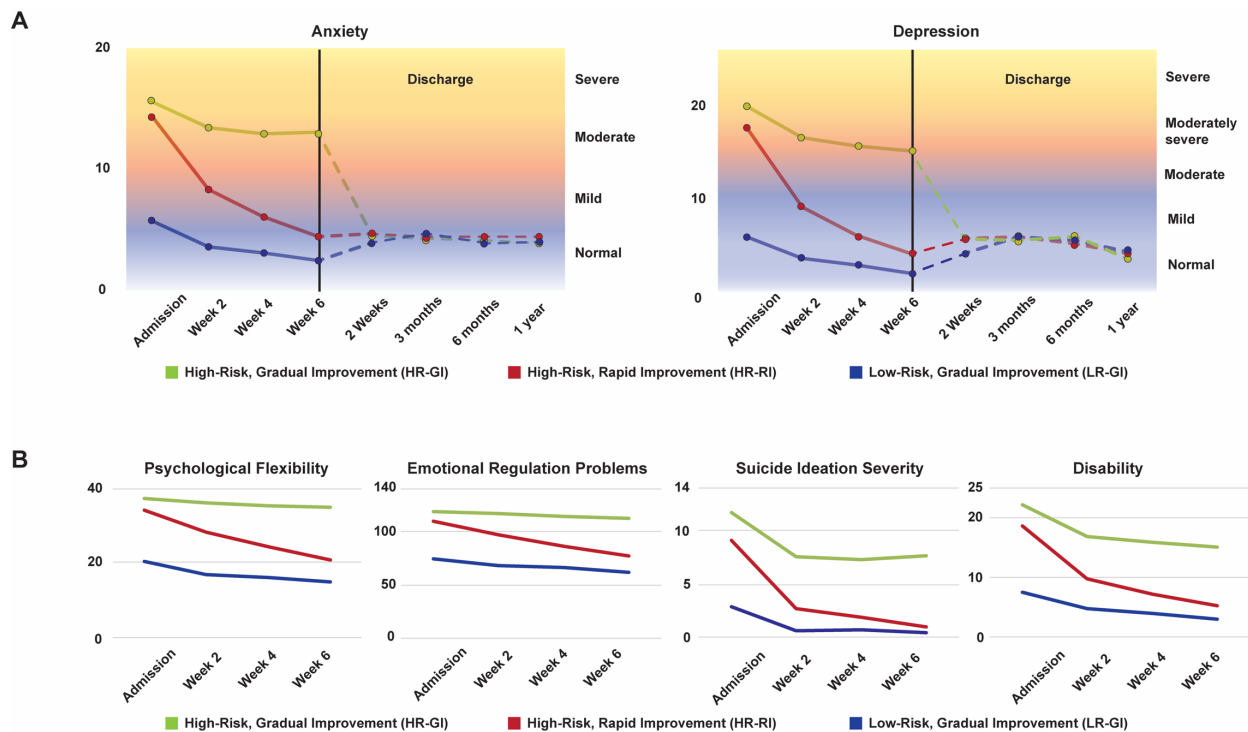 A
Anxiety
20
10
0
Discharge
Severe
Moderate
Mild
Normal
Admission
Week 2
Week 4
Week 6
2 Weeks
3 months
6 months
1 year
Depression
20
10
0
Discharge
Severe
Moderately
severe
Moderate
Mild
Normal
Admission
Week 2
Week 4
Week 6
2 Weeks
3 months
6 months
1 year
High-Risk, Gradual Improvement (HR-GI)
High-Risk, Rapid Improvement (HR-RI)
Low-Risk, Gradual Improvement (LR-GI)
B
Psychological Flexibility
40
20
0
Admission
Week 2
Week 4
Week 6
Emotional Regulation Problems
140
100
50
0
Admission
Week 2
Week 4
Week 6
Suicide Ideation Severity
14
10
5
0
Admission
Week 2
Week 4
Week 6
Disability
25
20
10
0
Admission
Week 2
Week 4
Week 6
High-Risk, Gradual Improvement (HR-GI)
High-Risk, Rapid Improvement (HR-RI)
Low-Risk, Gradual Improvement (LR-GI)